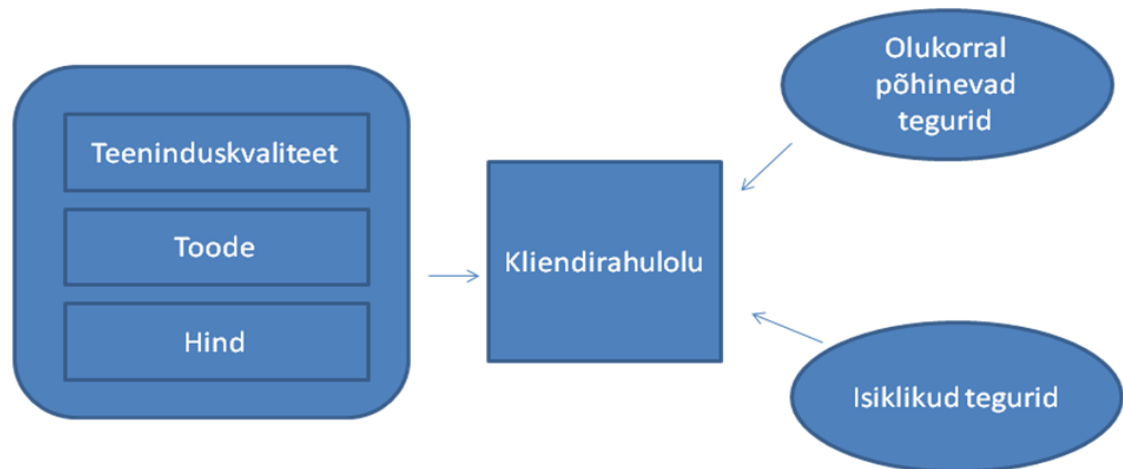 Teeninduskvaliteet
Toode
Hind
Kliendirahulolu
Olukorral
põhinevad
tegurid
Isiklikud tegurid